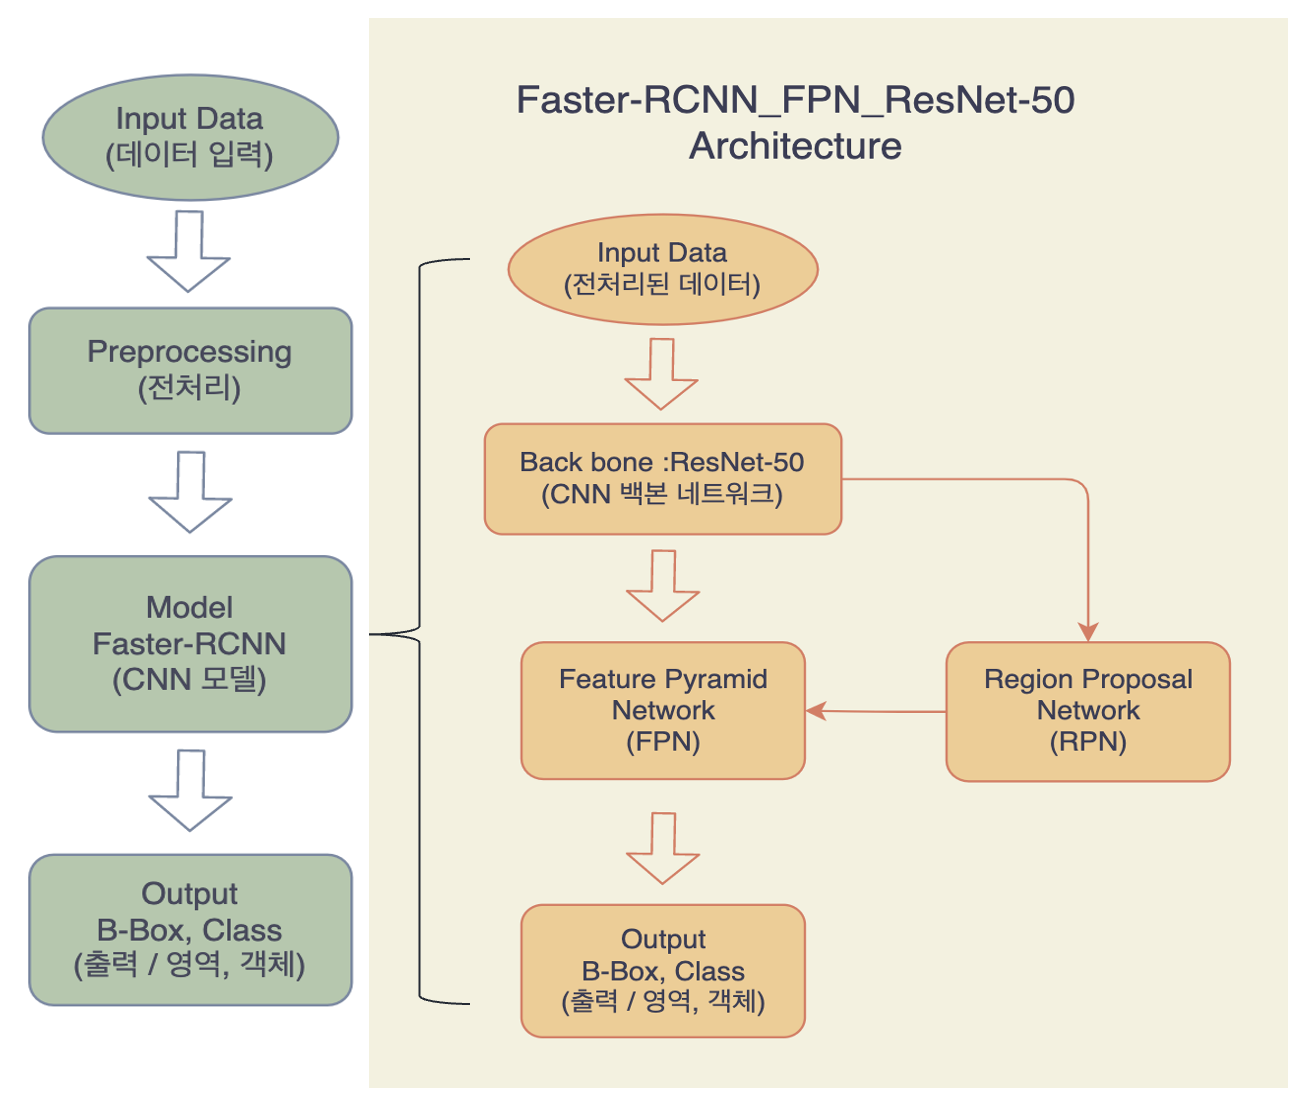 Input Data
(데이터 입력)
Preprocessing
(전처리)
Model
Faster-RCNN
(CNN 모델)
Output
B-Box, Class
(출력 / 영역, 객체)
Faster-RCNN_FPN_ResNet-50
Architecture
Input Data
(전처리된 데이터)
Back bone :ResNet-50
(CNN 백본 네트워크)
Feature Pyramid
Network
(FPN)
Region Proposal
Network
(RPN)
Output
B-Box, Class
(출력 / 영역, 객체)